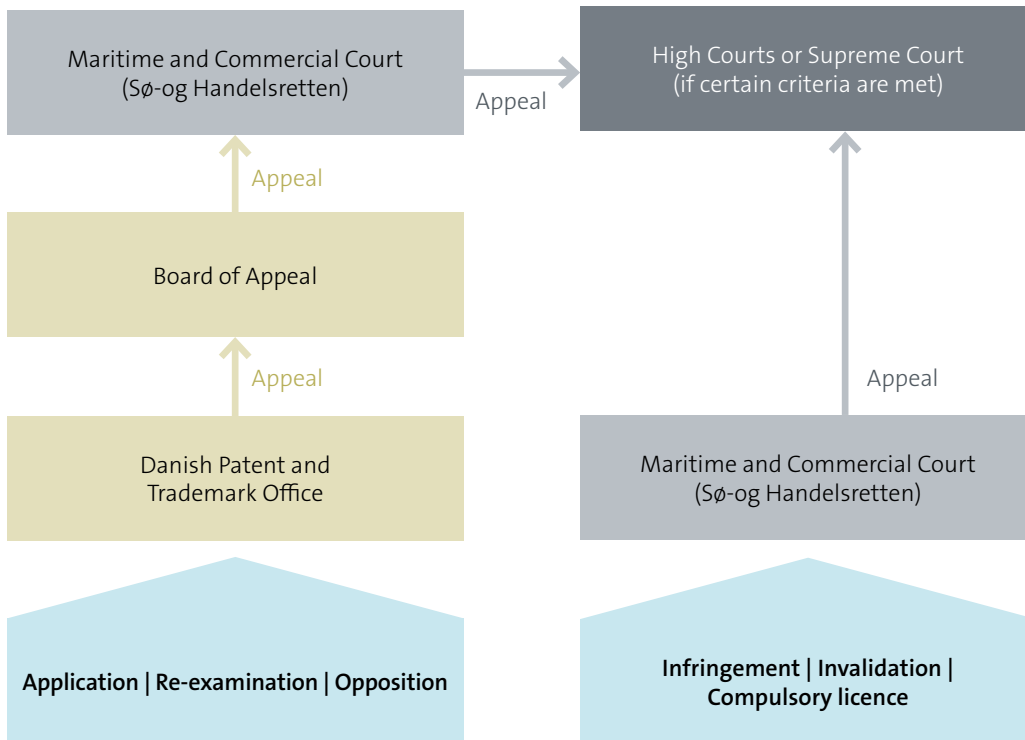 Maritime and Commercial Court
(Sø-og Handelsretten)
Appeal
High Courts or Supreme Court
(if certain criteria are met)
Appeal
Board of Appeal
Appeal
Danish Patent and
Trademark Office
Appeal
Maritime and Commercial Court
(Sø-og Handelsretten)
Application | Re-examination | Opposition
Infringement | Invalidation |
Compulsory licence